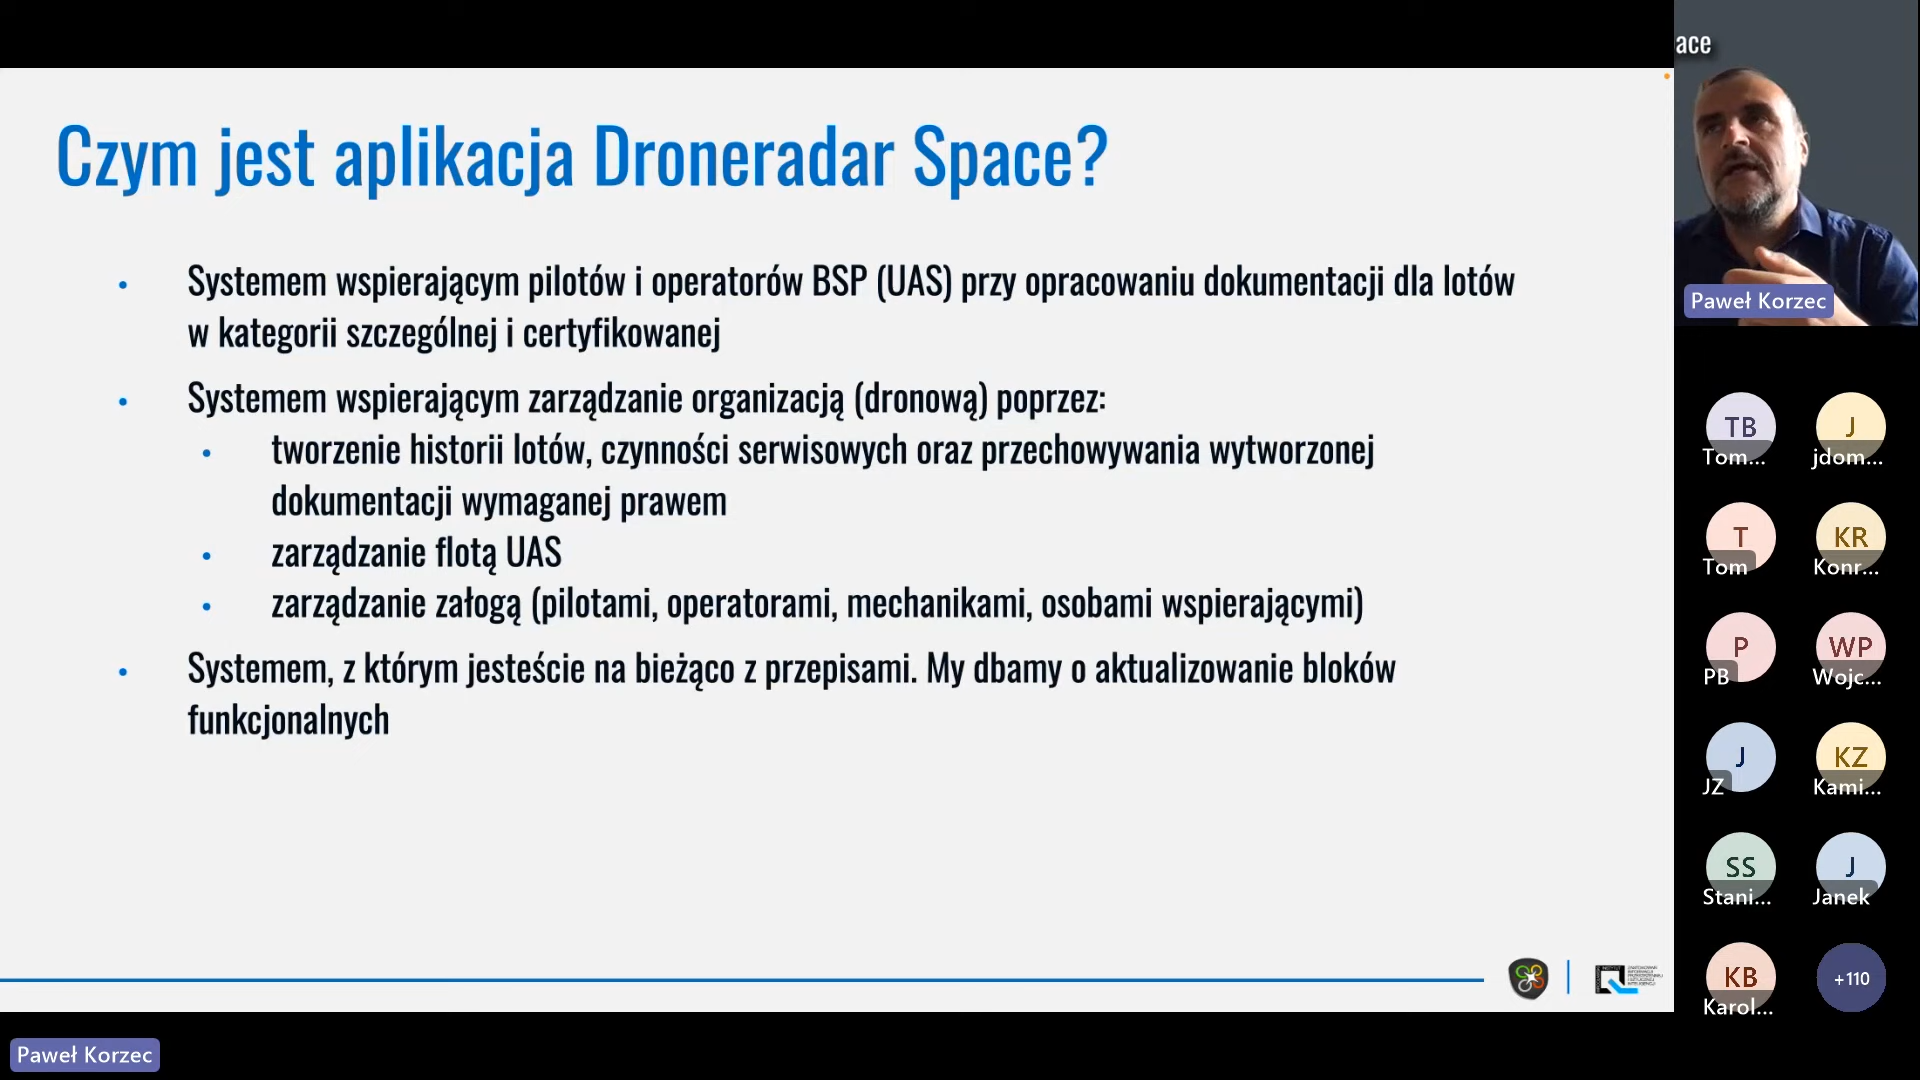 ace
Czym jest aplikacja Droneradar Space?
Systemem wspierającym pilotów i operatorów BSP (UAS) przy opracowaniu dokumentacji dla lotów
w kategorii szczególnej i certyfikowanej
Systemem wspierającym zarządzanie organizacją (dronową) poprzez:
tworzenie historii lotów, czynności serwisowych oraz przechowywania wytworzonej
dokumentacji wymaganej prawem
zarządzanie flotą UAS
zarządzanie załogą (pilotami, operatorami, mechanikami, osobami wspierającymi)
Systemem, z którym jesteście na bieżąco z przepisami. My dbamy o aktualizowanie bloków
funkcjonalnych
Paweł Korzec
TB
Tom...
J
jdom...
T
Tom
KR
Konr...
P
PB
WP
Wojc...
J
JZ
KZ
Kami...
SS
Stani...
J
Janek
KB
Karol...
+110
Paweł Korzec